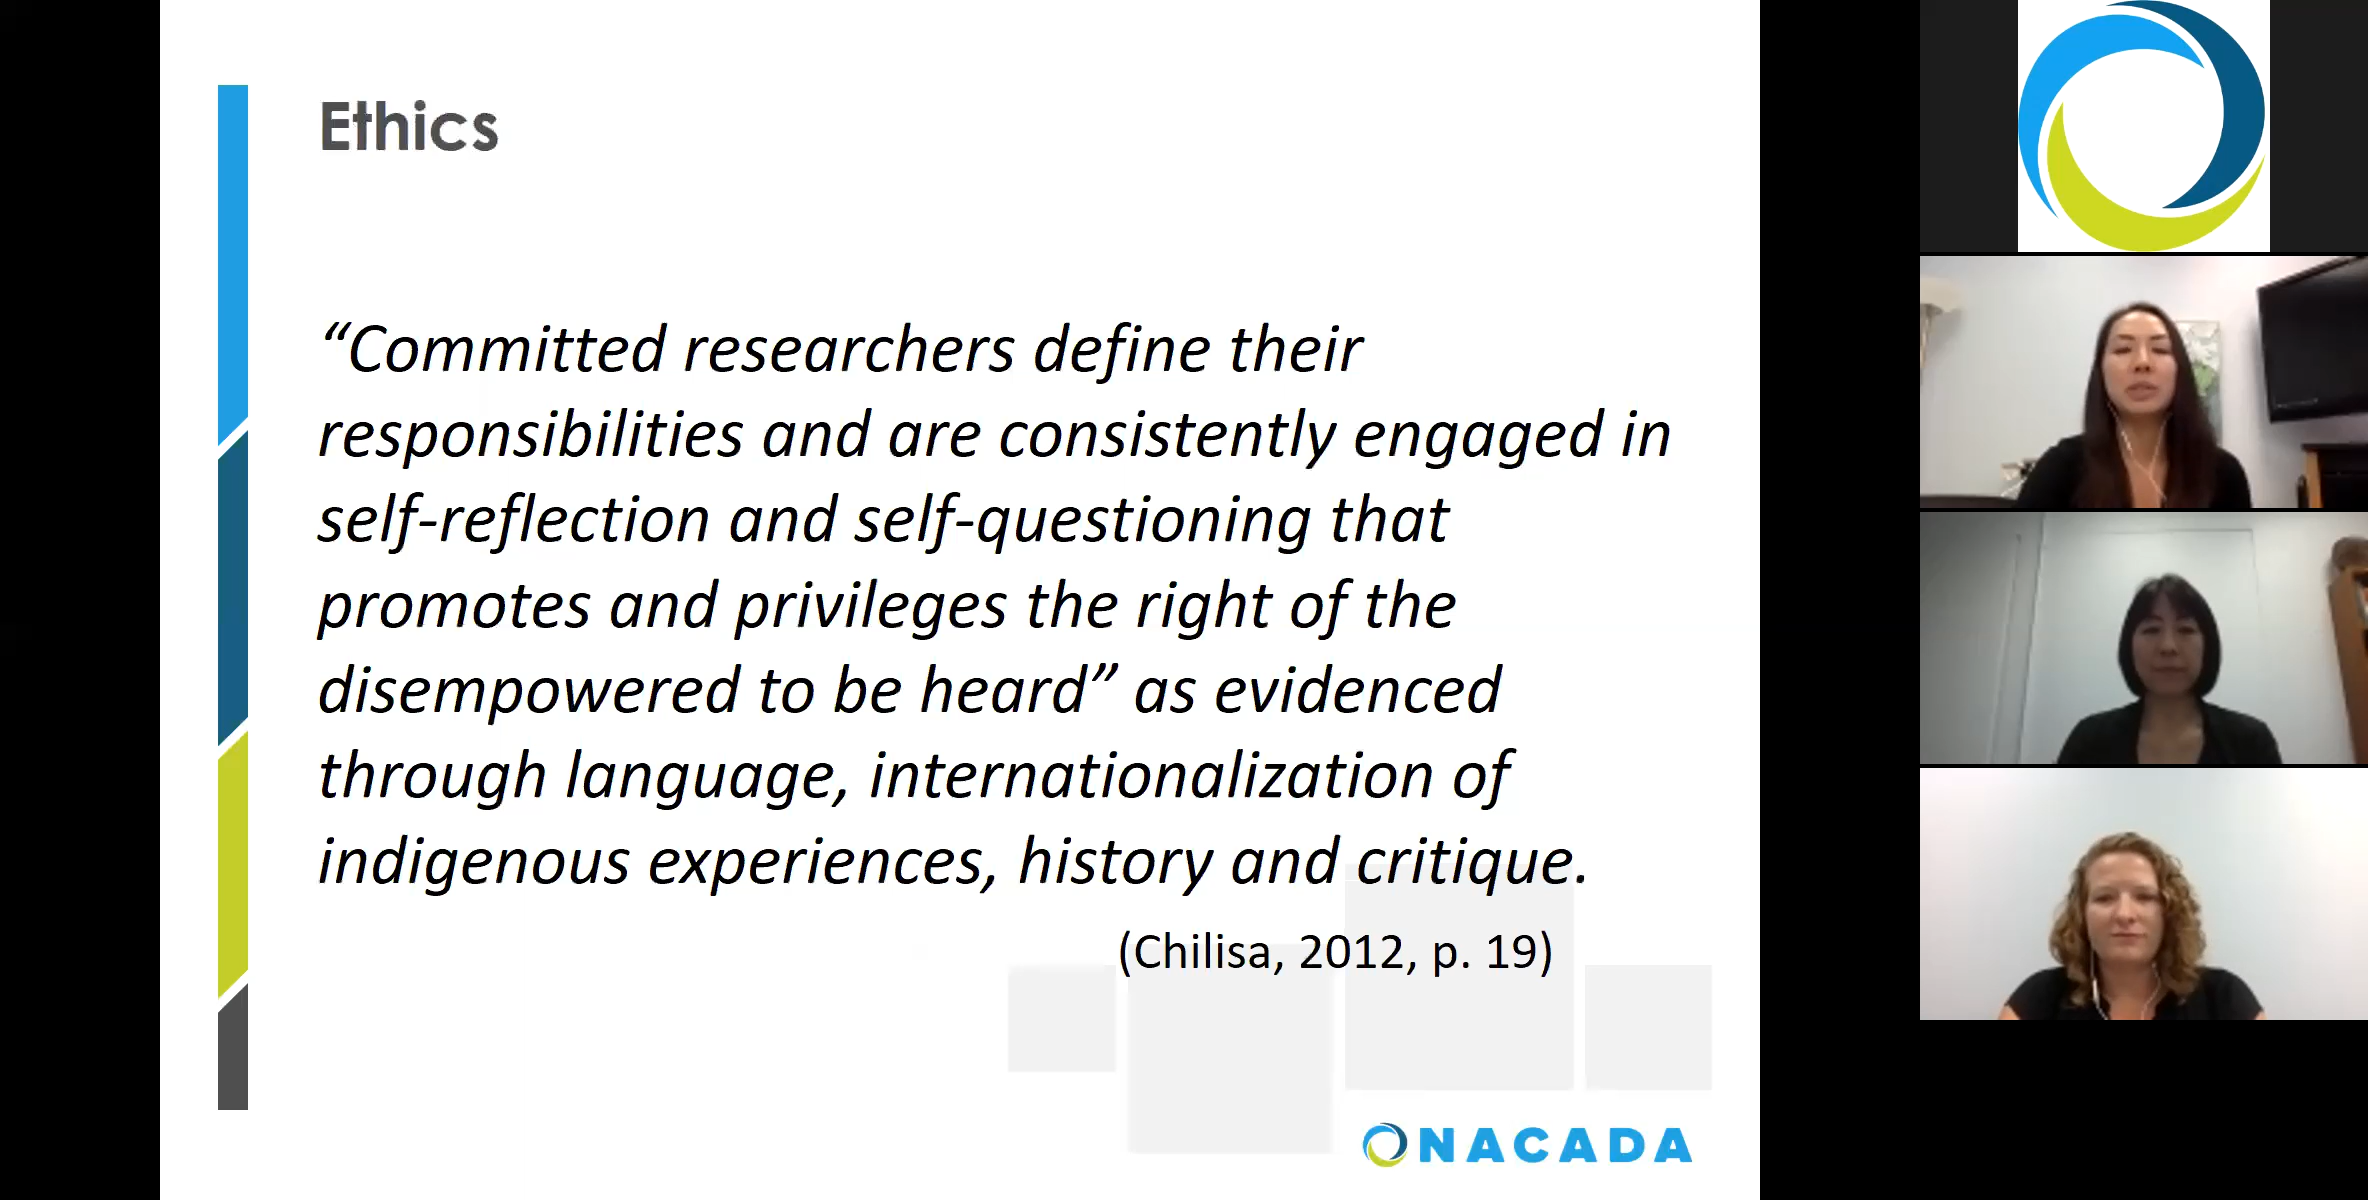 Ethics
“Committed researchers define their
responsibilities and are consistently engaged in
self-reflection and self-questioning that
promotes and privileges the right of the
disempowered to be heard” as evidenced
through language, internationalization of
indigenous experiences, history and critique.
(Chilisa, 2012, p. 19)
NACADA